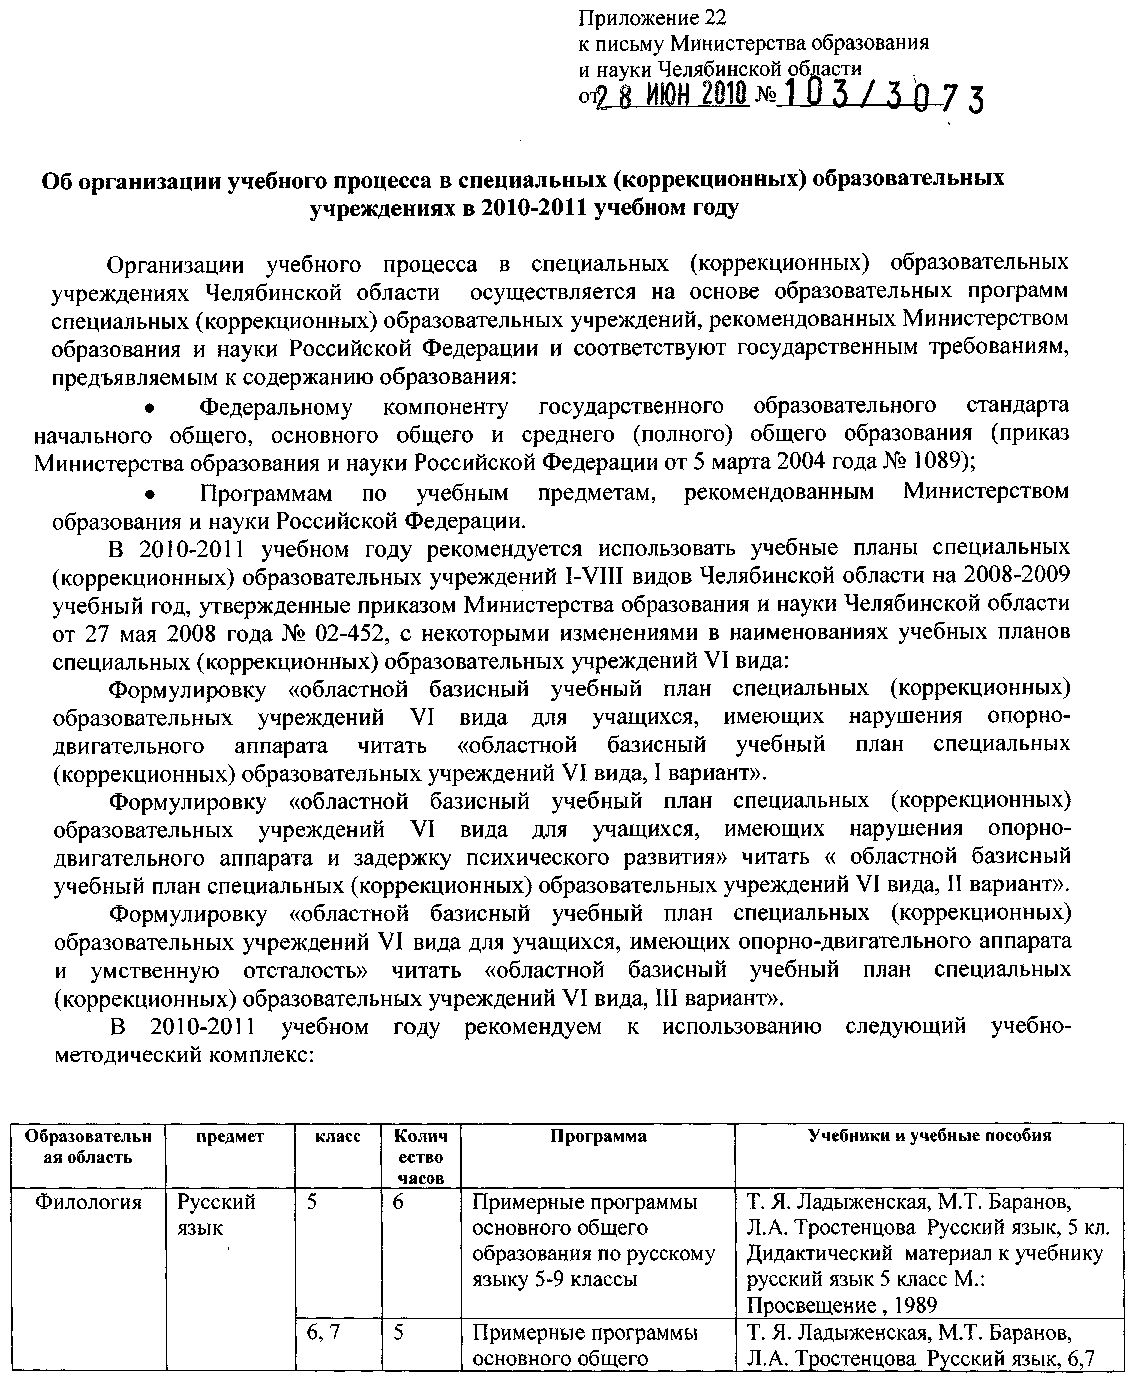 Приложение 22
к письму Министерства образования
и науки Челябинской области
от 28 ИЮН 2010 № 103/3073
Об организации учебного процесса в специальных (коррекционных) образовательных
учреждениях в 2010-2011 учебном году
Организации учебного процесса в специальных (коррекционных) образовательных
учреждениях Челябинской области осуществляется на основе образовательных программ
специальных (коррекционных) образовательных учреждений, рекомендованных Министерством
образования и науки Российской Федерации и соответствуют государственным требованиям,
предъявляемым к содержанию образования:
• Федеральному компоненту государственного образовательного стандарта
начального общего, основного общего и среднего (полного) общего образования (приказ
Министерства образования и науки Российской Федерации от 5 марта 2004 года № 1089);
• Программам по учебным предметам, рекомендованным Министерством
образования и науки Российской Федерации.
В 2010-2011 учебном году рекомендуется использовать учебные планы специальных
(коррекционных) образовательных учреждений I-VIII видов Челябинской области на 2008-2009
учебный год, утвержденные приказом Министерства образования и науки Челябинской области
от 27 мая 2008 года № 02-452, с некоторыми изменениями в наименованиях учебных планов
специальных (коррекционных) образовательных учреждений VI вида:
Формулировку «областной базисный учебный план специальных (коррекционных)
образовательных учреждений VI вида для учащихся, имеющих нарушения опорно-
двигательного аппарата читать «областной базисный учебный план специальных
(коррекционных) образовательных учреждений VI вида, I вариант».
Формулировку «областной базисный учебный план специальных (коррекционных)
образовательных учреждений VI вида для учащихся, имеющих нарушения опорно-
двигательного аппарата и задержку психического развития» читать « областной базисный
учебный план специальных (коррекционных) образовательных учреждений VI вида, II вариант».
Формулировку «областной базисный учебный план специальных (коррекционных)
образовательных учреждений VI вида для учащихся, имеющих опорно-двигательного аппарата
и умственную отсталость» читать «областной базисный учебный план специальных
(коррекционных) образовательных учреждений VI вида, III вариант».
В 2010-2011 учебном году рекомендуем к использованию следующий учебно-
методический комплекс:
Образовательн
ая область
предмет
класс
Колич
ество
часов
Программа
Учебники и учебные пособия
Филология
Русский
язык
5
6
Примерные программы
основного общего
образования по русскому
языку 5-9 классы
Т. Я. Ладыженская, М.Т. Баранов,
Л.А. Тростенцова Русский язык, 5 кл.
Дидактический материал к учебнику
русский язык 5 класс М.:
Просвещение , 1989
6, 7
5
Примерные программы
основного общего
Т. Я. Ладыженская, М.Т. Баранов,
Л.А. Тростенцова Русский язык, 6,7